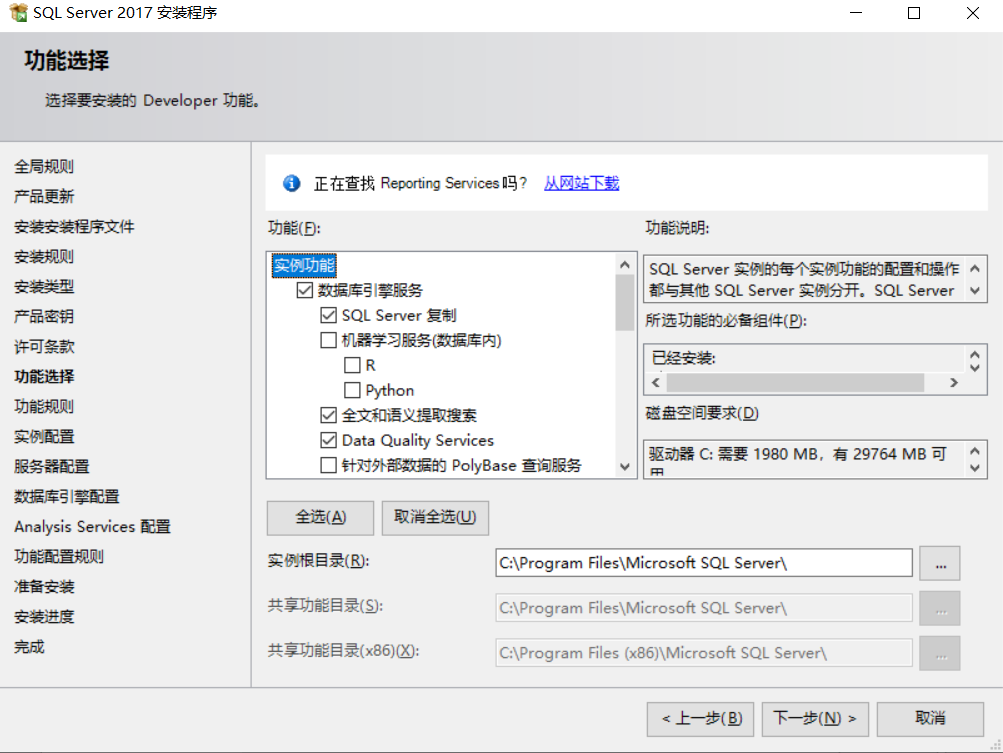 SQL Server 2017 安装程序
功能选择
选择要安装的 Developer 功能。
全局规则
产品更新
安装安装程序文件
安装规则
安装类型
产品密钥
许可条款
功能选择
功能规则
实例配置
服务器配置
数据库引擎配置
Analysis Services 配置
功能配置规则
准备安装
安装进度
完成
正在查找 Reporting Services 吗? 从网站下载
功能(F):
实例功能
数据库引擎服务
SQL Server 复制
机器学习服务(数据库内)
R
Python
全文和语义提取搜索
Data Quality Services
针对外部数据的 PolyBase 查询服务
功能说明:
SQL Server 实例的每个实例功能的配置和操作
都与其他 SQL Server 实例分开。SQL Server
所选功能的必备组件(P):
已经安装:
磁盘空间要求(D)
驱动器 C: 需要 1980 MB，有 29764 MB 可
用
全选(A)
取消全选(U)
实例根目录(R):
C:\Program Files\Microsoft SQL Server\
...
共享功能目录(S):
C:\Program Files\Microsoft SQL Server\
...
共享功能目录(x86)(X):
C:\Program Files (x86)\Microsoft SQL Server\
...
< 上一步(B)
下一步(N) >
取消